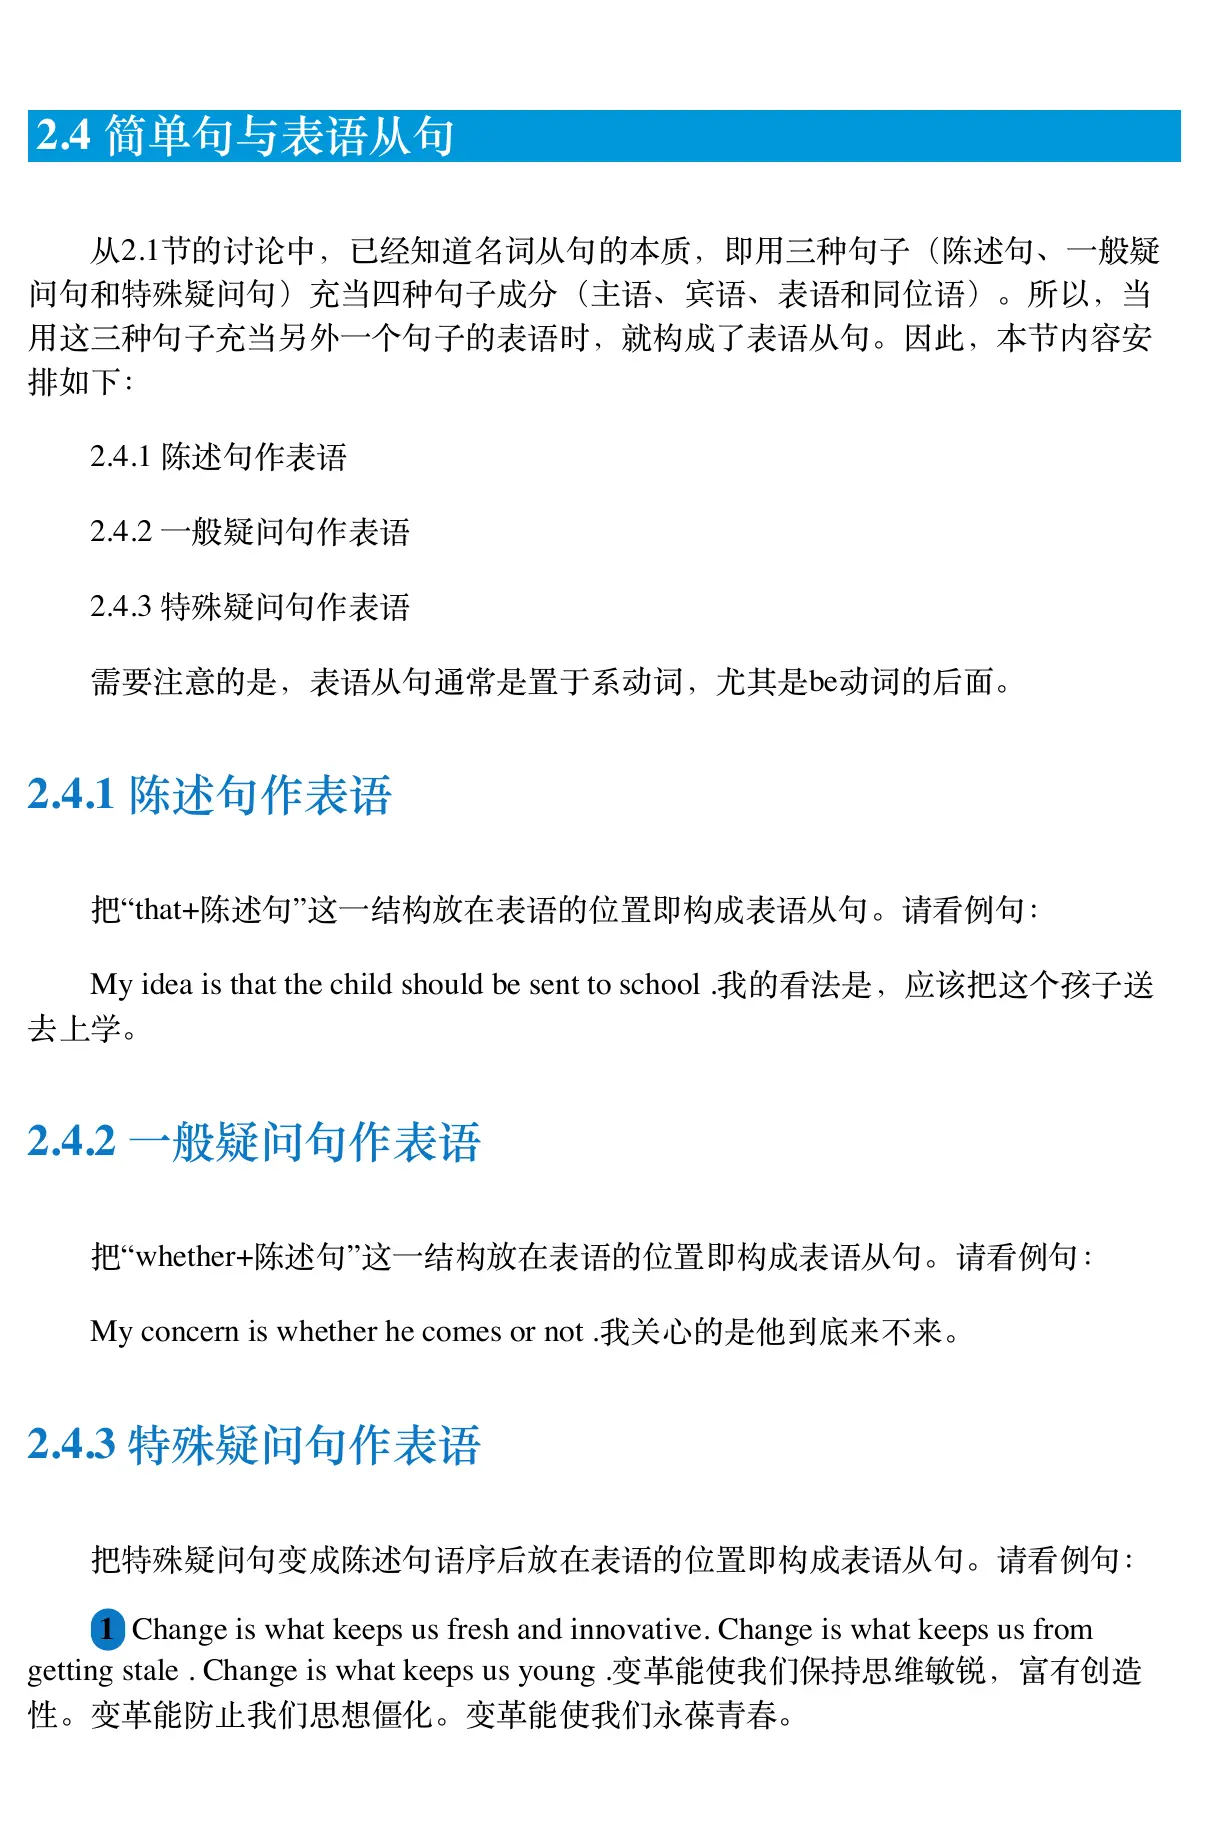 2.4 简单句与表语从句
从2.1节的讨论中，已经知道名词从句的本质，即用三种句子（陈述句、一般疑
问句和特殊疑问句）充当四种句子成分（主语、宾语、表语和同位语）。所以，当
用这三种句子充当另外一个句子的表语时，就构成了表语从句。因此，本节内容安
排如下：
2.4.1 陈述句作表语
2.4.2 一般疑问句作表语
2.4.3 特殊疑问句作表语
需要注意的是，表语从句通常是置于系动词，尤其是be动词的后面。
2.4.1 陈述句作表语
把“that+陈述句”这一结构放在表语的位置即构成表语从句。请看例句：
My idea is that the child should be sent to school .我的看法是，应该把这个孩子送
去上学。
2.4.2 一般疑问句作表语
把“whether+陈述句”这一结构放在表语的位置即构成表语从句。请看例句：
My concern is whether he comes or not .我关心的是他到底来不来。
2.4.3 特殊疑问句作表语
把特殊疑问句变成陈述句语序后放在表语的位置即构成表语从句。请看例句：
1 Change is what keeps us fresh and innovative. Change is what keeps us from
getting stale . Change is what keeps us young .变革能使我们保持思维敏锐，富有创造
性。变革能防止我们思想僵化。变革能使我们永葆青春。